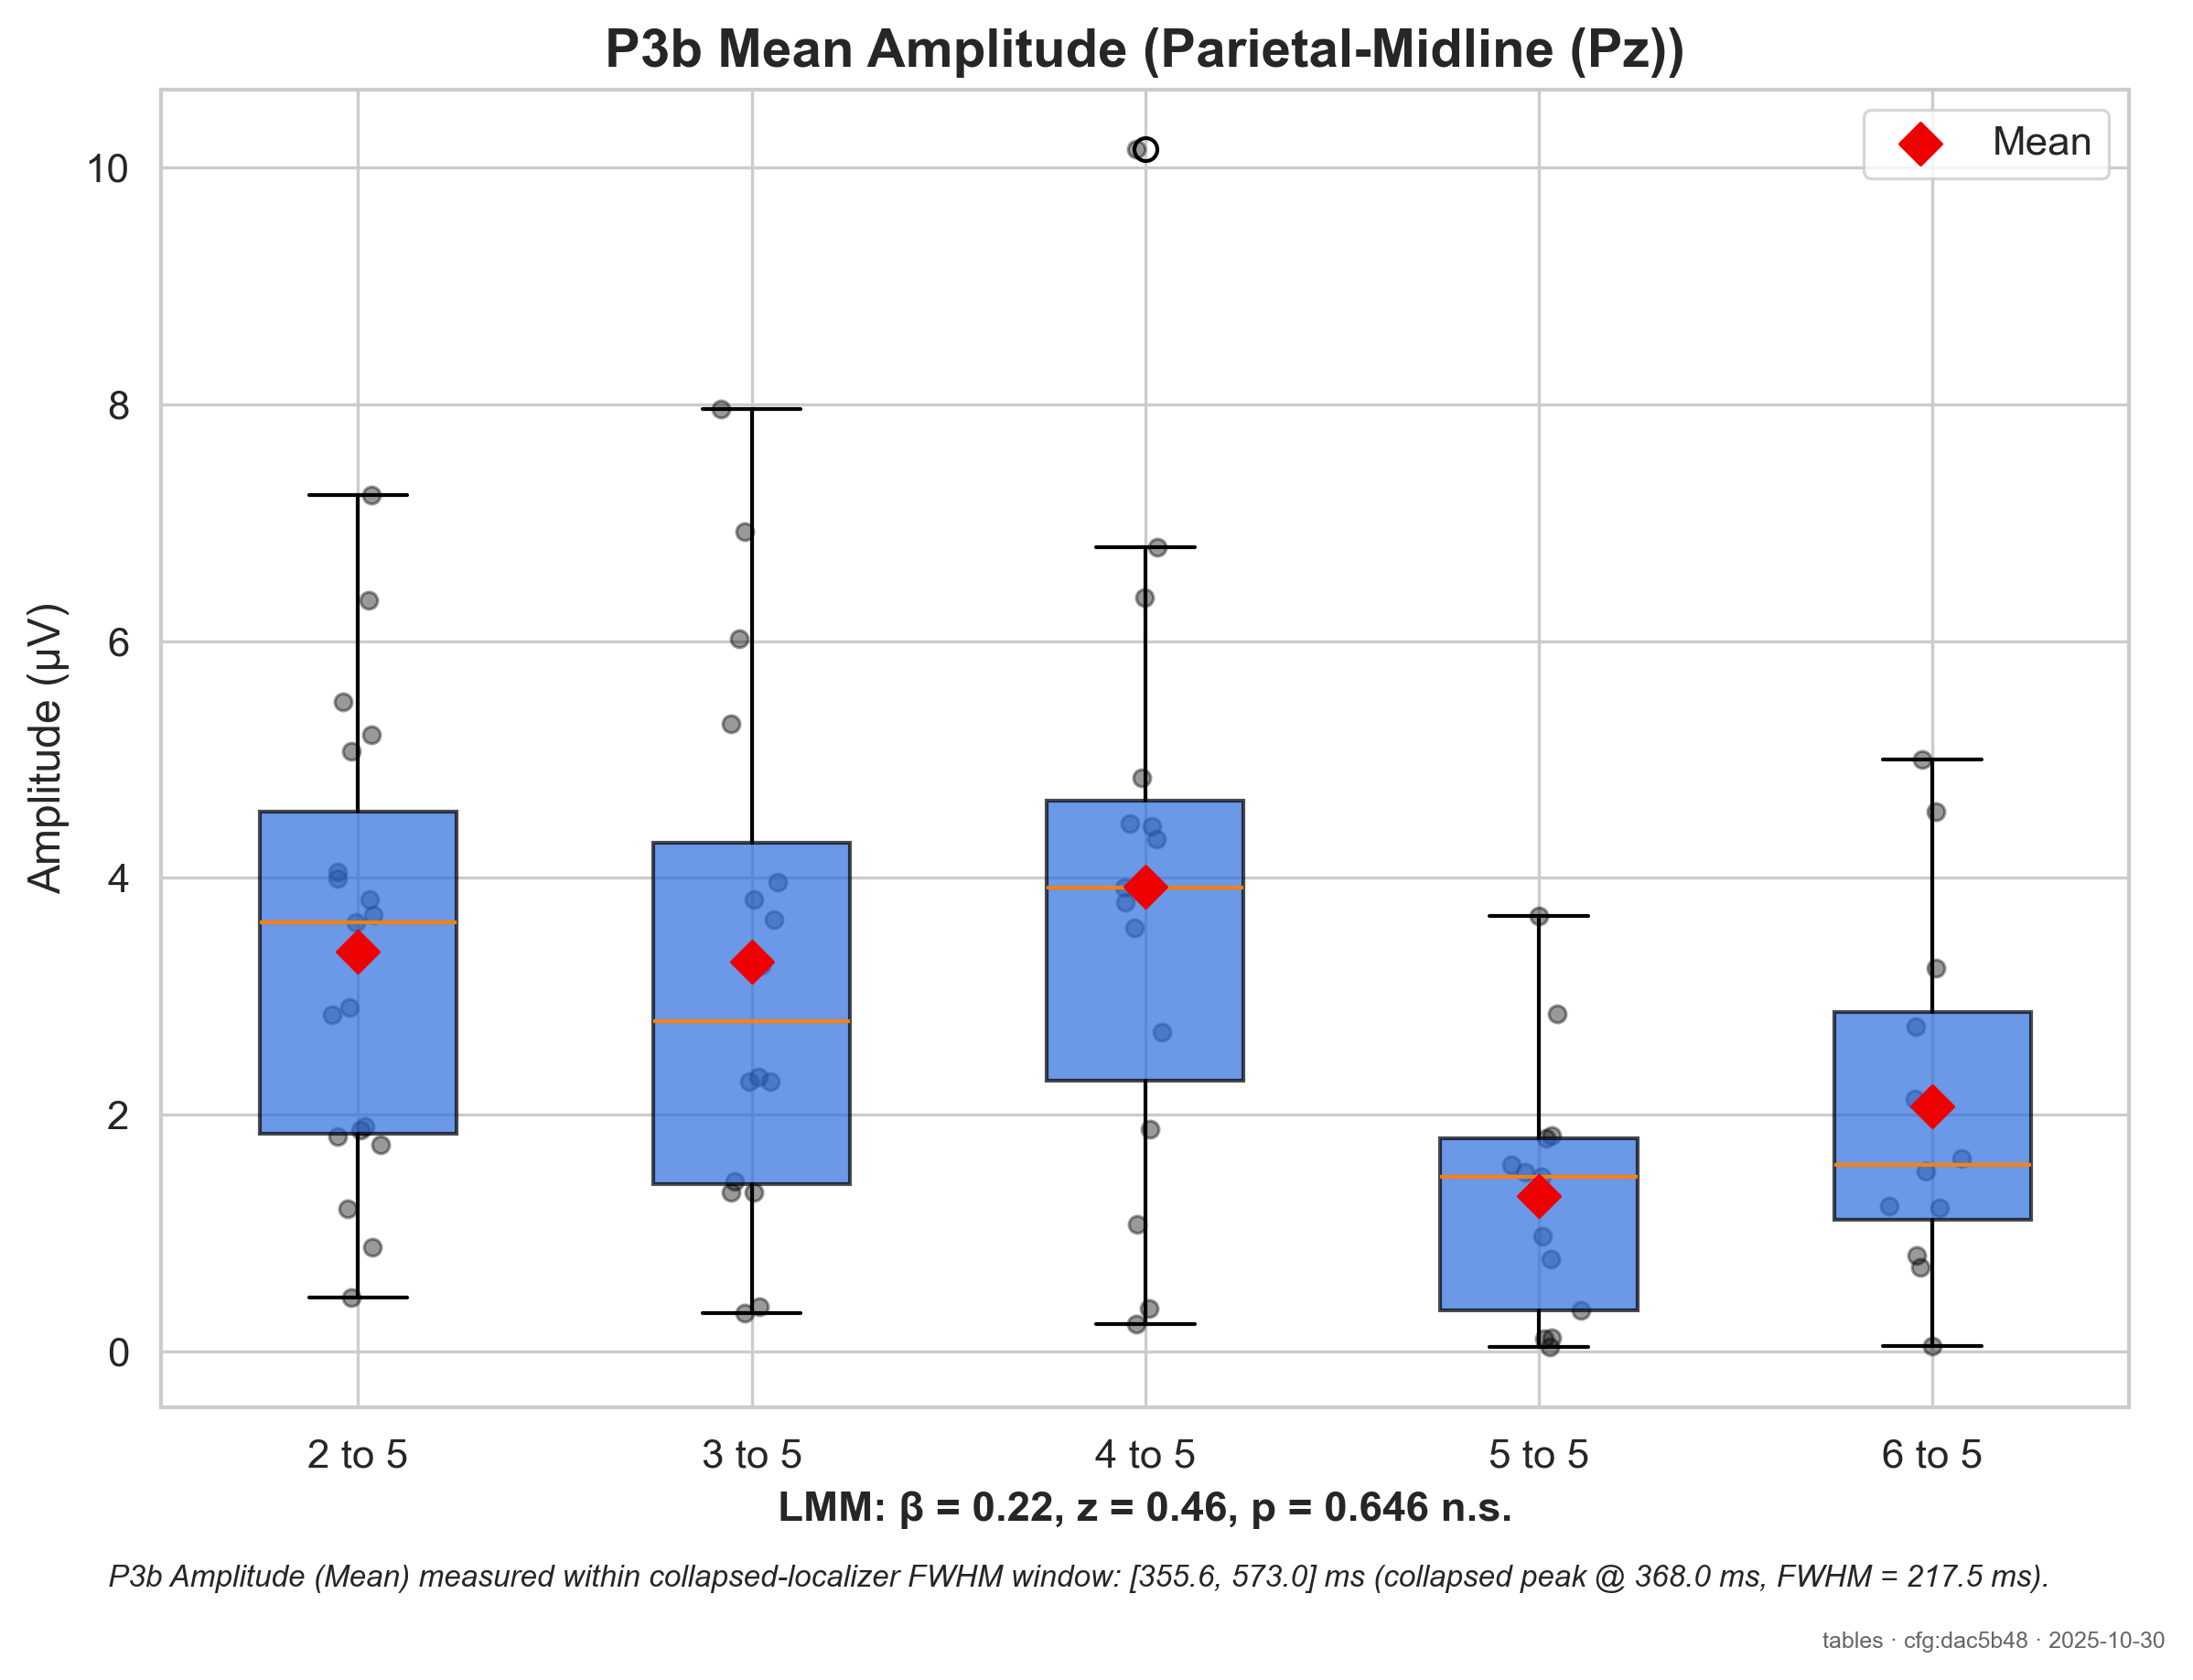 P3b Mean Amplitude (Parietal-Midline (Pz))
Mean
Amplitude (µV)
10
8
6
4
2
0
2 to 5
3 to 5
4 to 5
5 to 5
6 to 5
LMM: β = 0.22, z = 0.46, p = 0.646 n.s.
P3b Amplitude (Mean) measured within collapsed-localizer FWHM window: [355.6, 573.0] ms (collapsed peak @ 368.0 ms, FWHM = 217.5 ms).
tables · cfg:dac5b48 · 2025-10-30